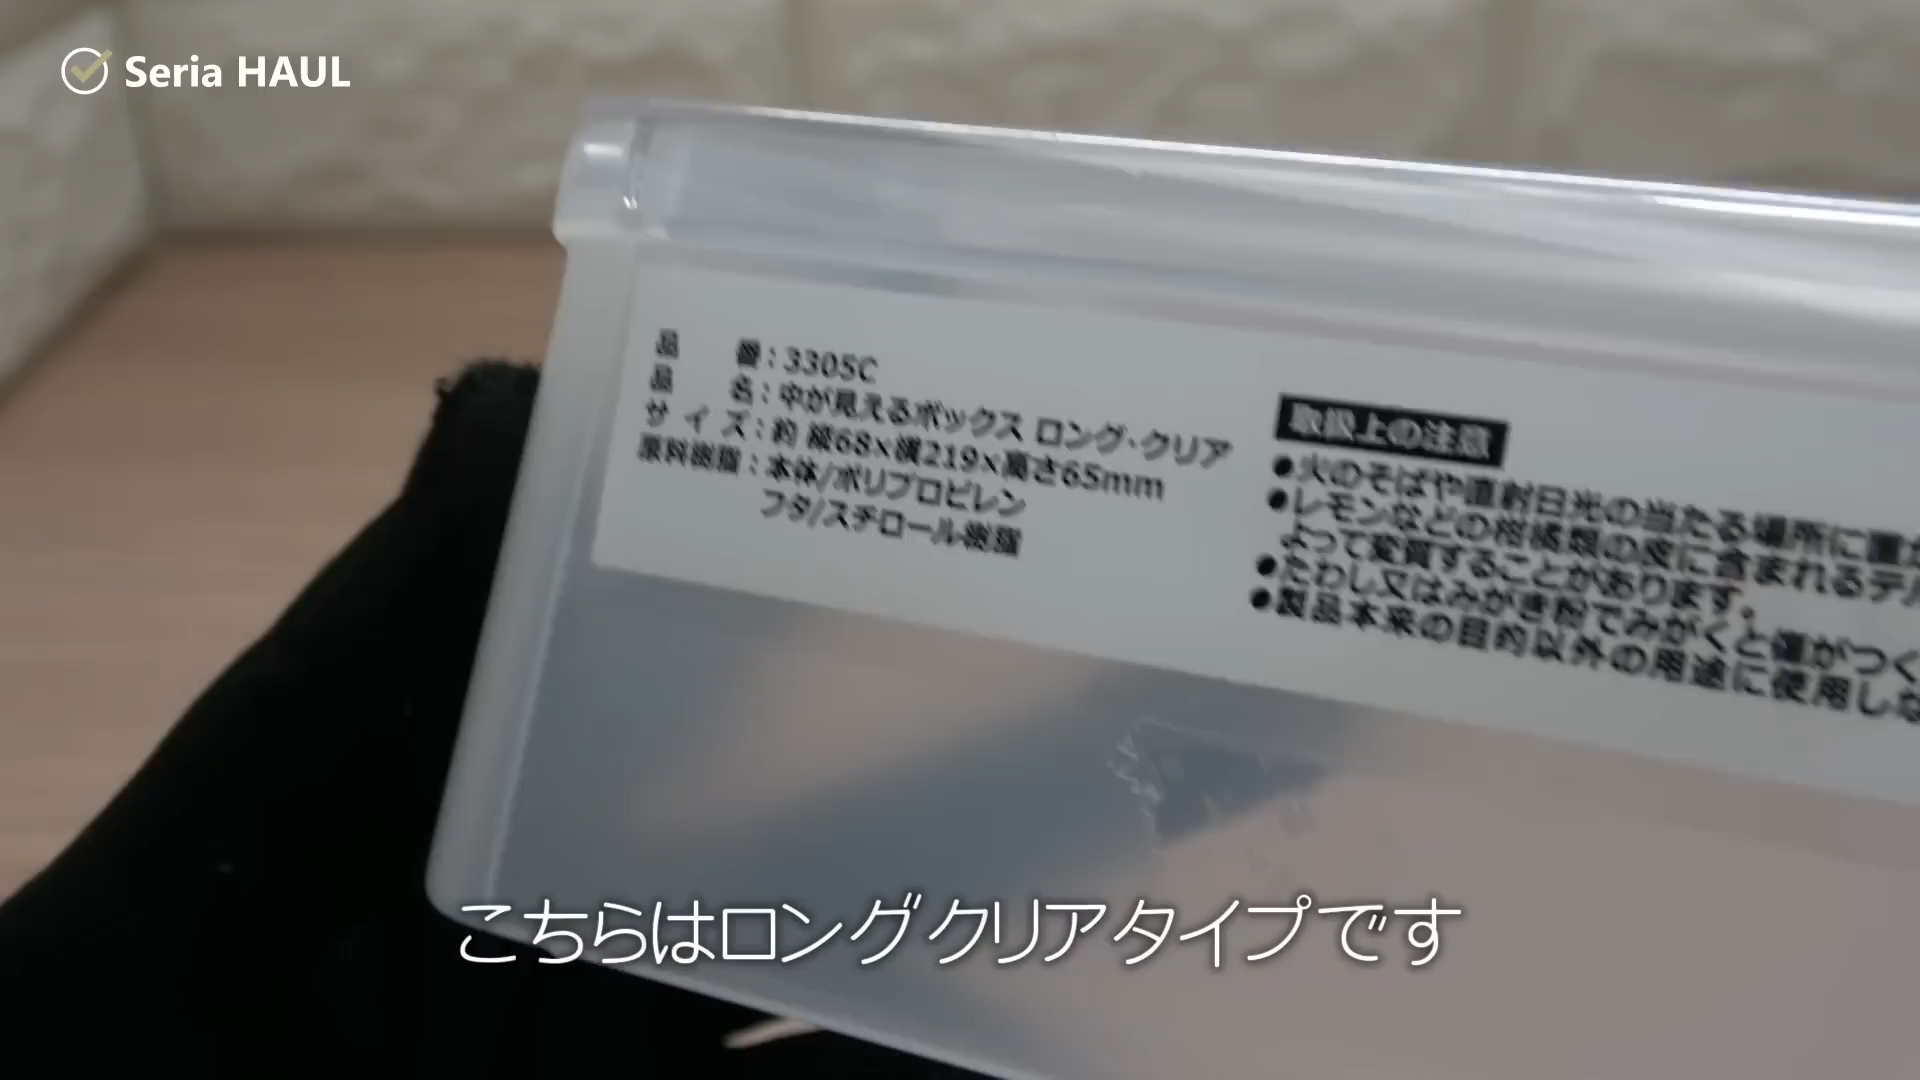 Seria HAUL
品 番：3305C
品 名：中が見えるボックス ロング・クリア
サイズ：約 縦68×横219×高さ65mm
原料樹脂：本体/ポリプロピレン
フタ/スチロール樹脂
取扱上の注意
●火のそばや直射日光の当たる場所に置か
●レモンなどの柑橘類の皮に含まれるテル
よって変質することがあります。
●たわし又はみがき粉でみがくと傷がつく
●製品本来の目的以外の用途に使用しな
こちらはロングクリアタイプです